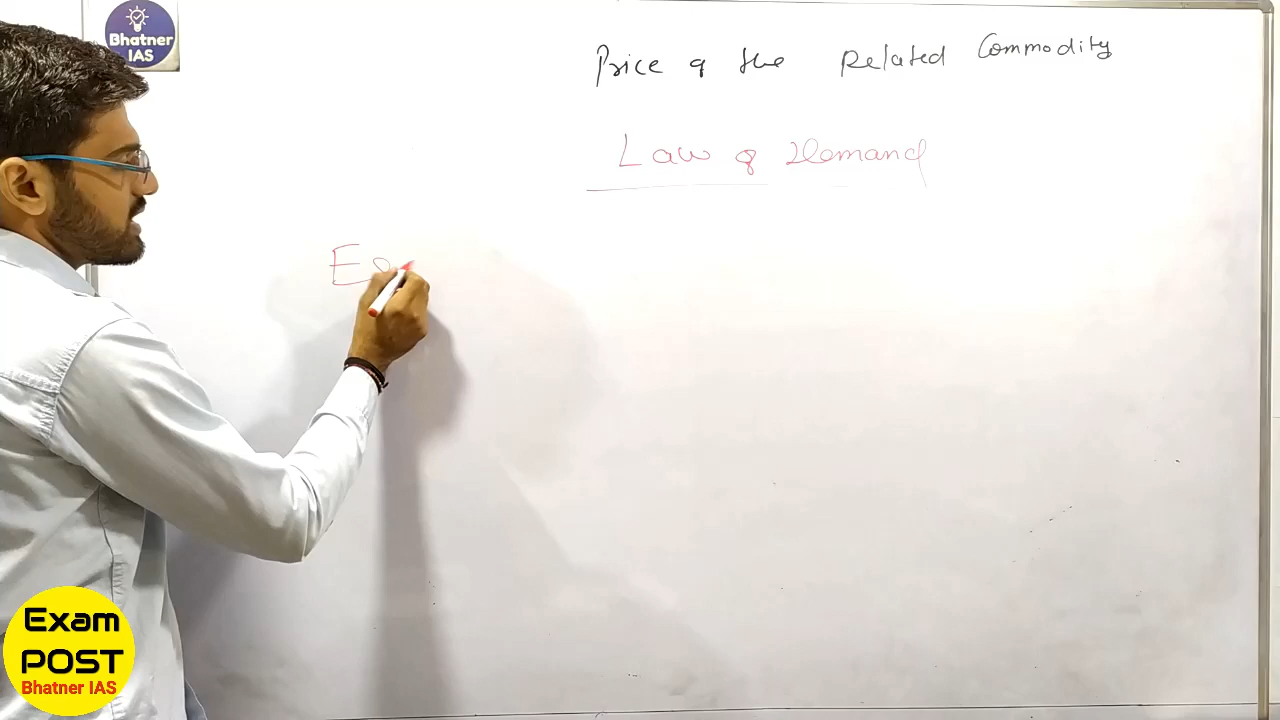 Bhatner
IAS
Price of the Related Commodity
Law of Demand
Exam
POST
Bhatner IAS